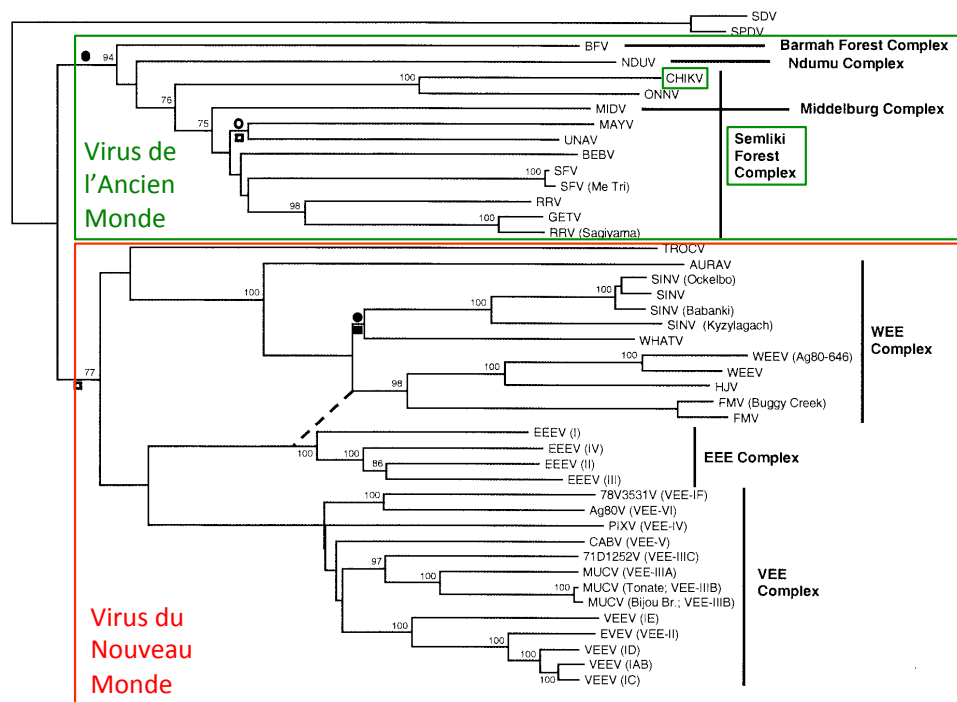 SDV
SPDV
94
BFV
Barmah Forest Complex
NDUV
Ndumu Complex
100
CHIKV
ONNV
76
MIDV
Middelburg Complex
75
MAYV
UNAV
BEBV
Semliki
Forest
Complex
Virus de
l'Ancien
Monde
100
SFV
SFV (Me Tri)
98
RRV
100
GETV
RRV (Sagiyama)
TROCV
100
AURAV
SINV (Ockelbo)
100
SINV
100
SINV (Babanki)
SINV (Kyzylagach)
WHATV
WEE
Complex
77
100
WEEV (Ag80-646)
100
WEEV
98
HJV
FMV (Buggy Creek)
FMV
100
EEEV (I)
100
EEEV (IV)
86
EEEV (II)
EEEV (III)
EEE Complex
100
78V3531V (VEE-IF)
Ag80V (VEE-VI)
PIXV (VEE-IV)
CABV (VEE-V)
97
71D1252V (VEE-IIIC)
100
MUCV (VEE-IIIA)
100
MUCV (Tonate; VEE-IIIB)
MUCV (Bijou Br.; VEE-IIIB)
VEE
Complex
100
VEEV (IE)
100
EVEV (VEE-II)
100
VEEV (ID)
VEEV (IAB)
100
VEEV (IC)
Virus du
Nouveau
Monde